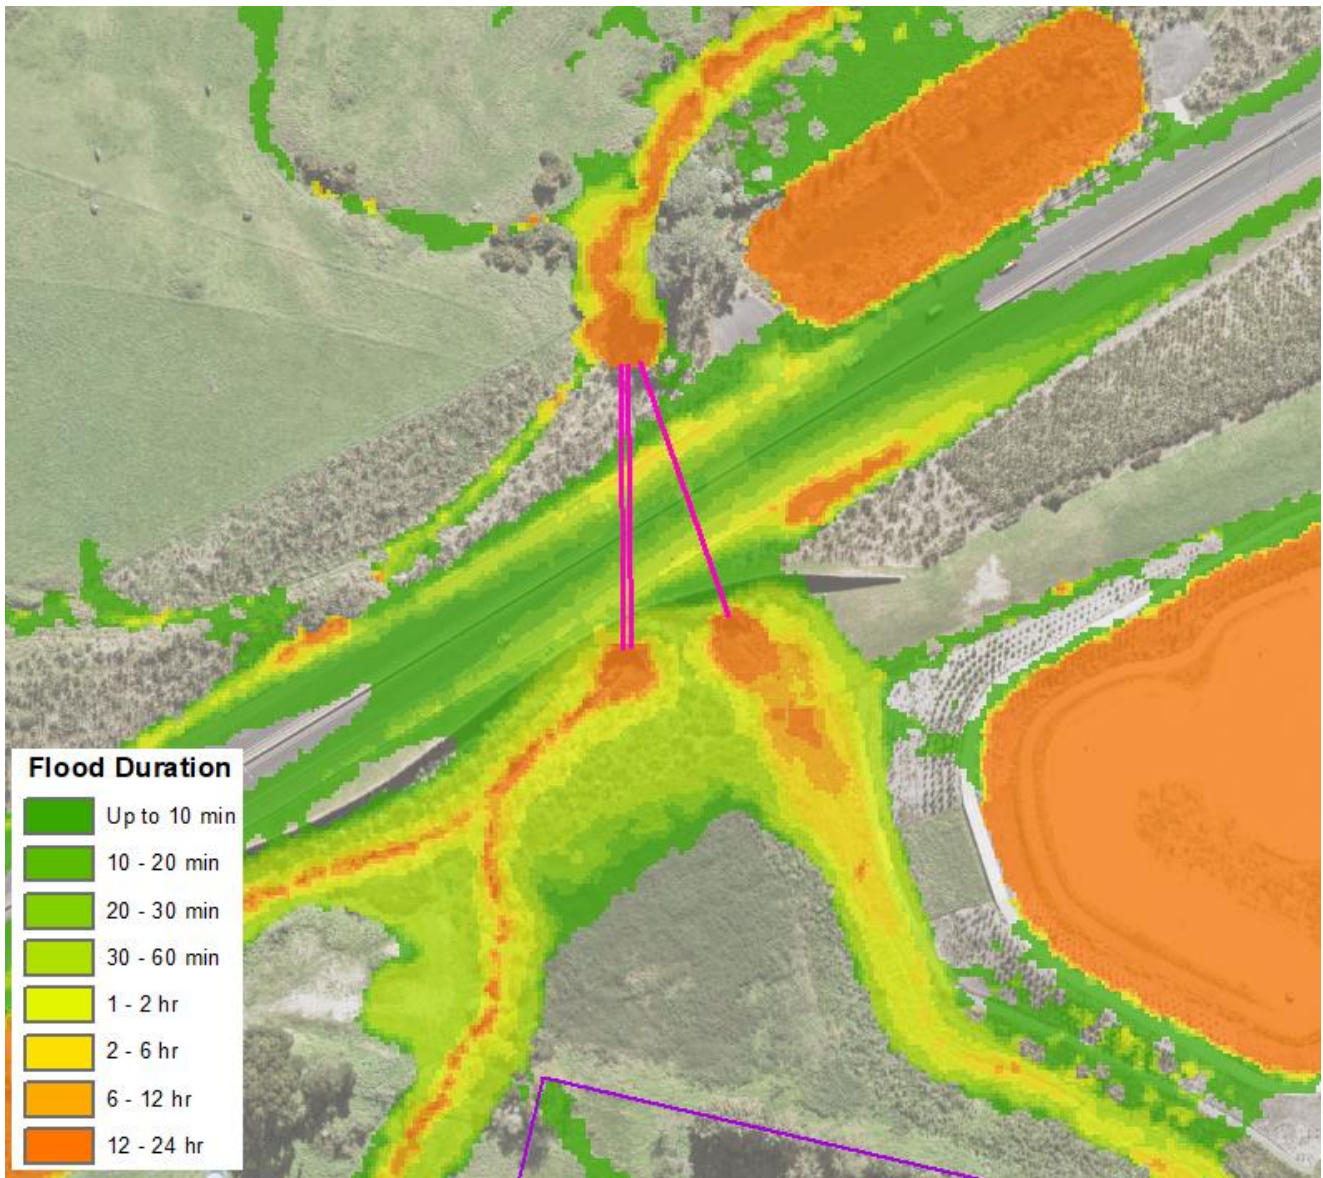 Flood Duration
Up to 10 min
10 - 20 min
20 - 30 min
30 - 60 min
1 - 2 hr
2 - 6 hr
6 - 12 hr
12 - 24 hr